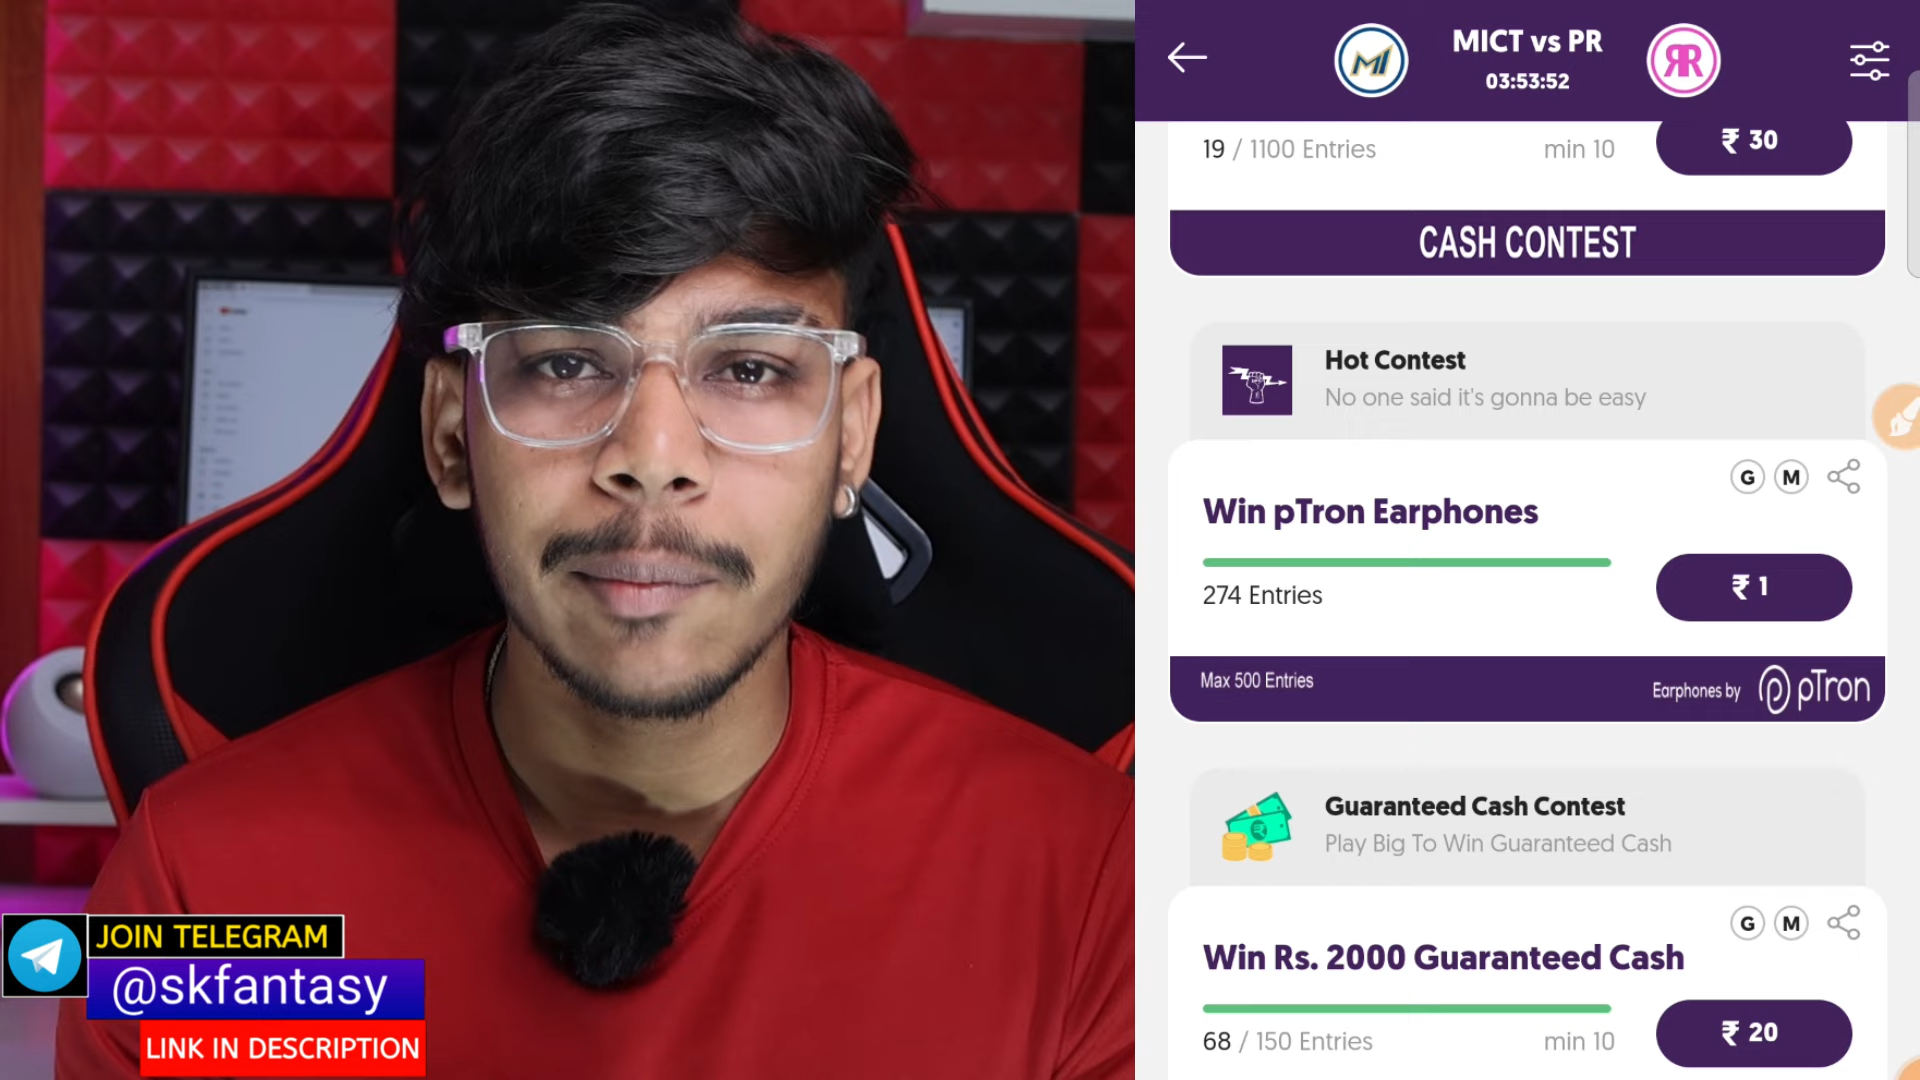 MICT vs PR
03:53:52
19 / 1100 Entries
min 10
₹ 30
CASH CONTEST
Hot Contest
No one said it's gonna be easy
G M
Win pTron Earphones
274 Entries
₹ 1
Max 500 Entries
Earphones by pTron
Guaranteed Cash Contest
Play Big To Win Guaranteed Cash
G M
Win Rs. 2000 Guaranteed Cash
68 / 150 Entries
min 10
₹ 20
JOIN TELEGRAM
@skfantasy
LINK IN DESCRIPTION